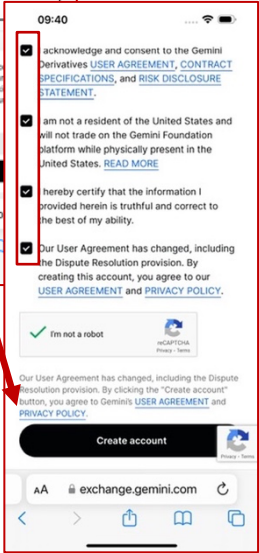 09:40
acknowledge and consent to the Gemini
Derivatives USER AGREEMENT, CONTRACT
SPECIFICATIONS, and RISK DISCLOSURE
STATEMENT.
am not a resident of the United States and
will not trade on the Gemini Foundation
platform while physically present in the
United States. READ MORE
hereby certify that the information I
provided herein is truthful and correct to
the best of my ability.
Our User Agreement has changed, including
the Dispute Resolution provision. By
creating this account, you agree to our
USER AGREEMENT and PRIVACY POLICY.
I'm not a robot
reCAPTCHA
Privacy - Terms
Our User Agreement has changed, including the Dispute
Resolution provision. By clicking the "Create account"
button, you agree to Gemini's USER AGREEMENT and
PRIVACY POLICY.
Create account
Privacy - Terms
AA exchange.gemini.com